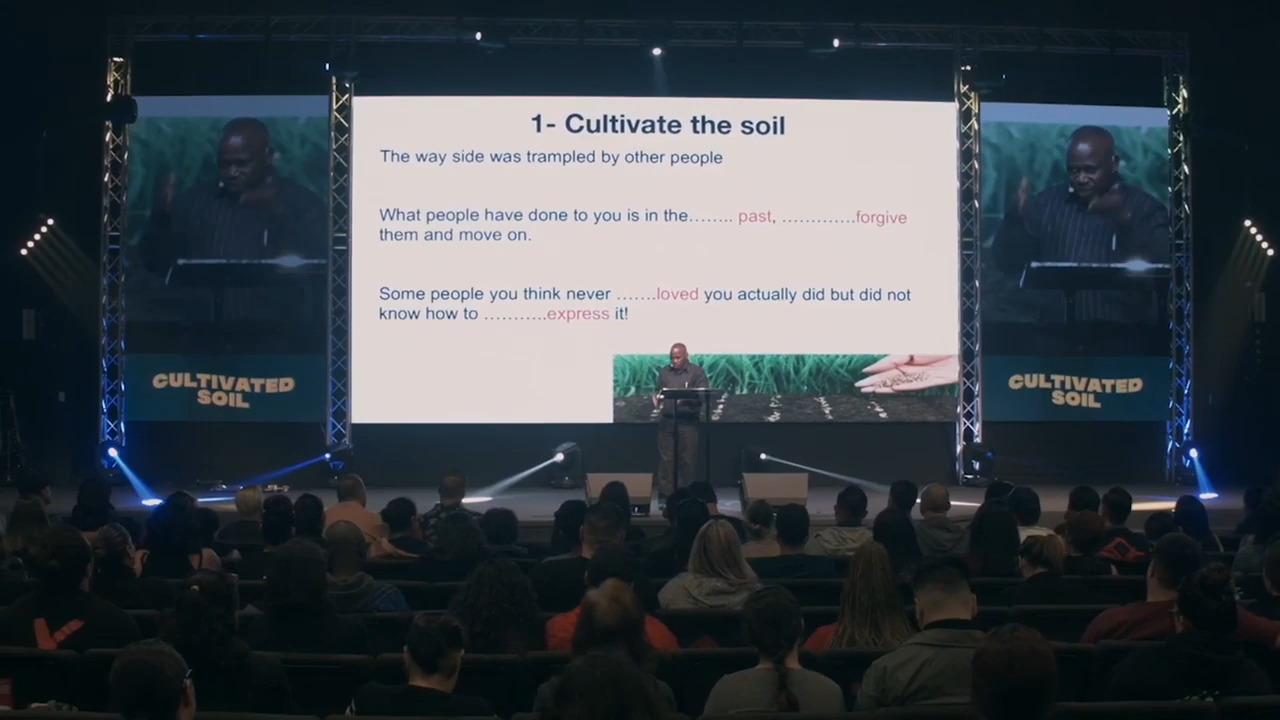 1- Cultivate the soil
The way side was trampled by other people
What people have done to you is in the…….. past, ………….forgive
them and move on.
Some people you think never …….loved you actually did but did not
know how to ………..express it!
CULTIVATED
SOIL
CULTIVATED
SOIL